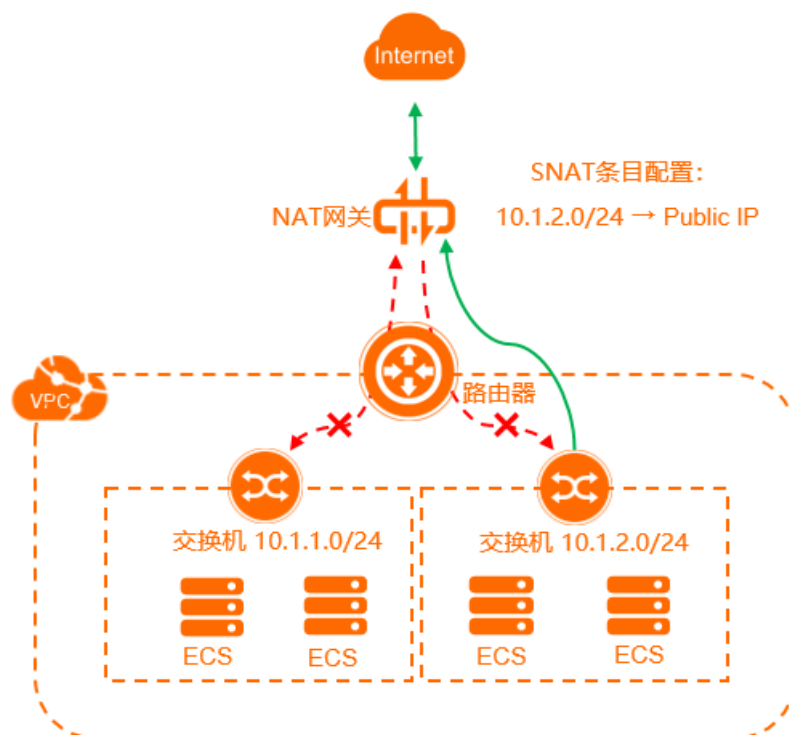 Internet
SNAT条目配置：
NAT网关
10.1.2.0/24 → Public IP
VPC
路由器
交换机 10.1.1.0/24
交换机 10.1.2.0/24
ECS
ECS
ECS
ECS